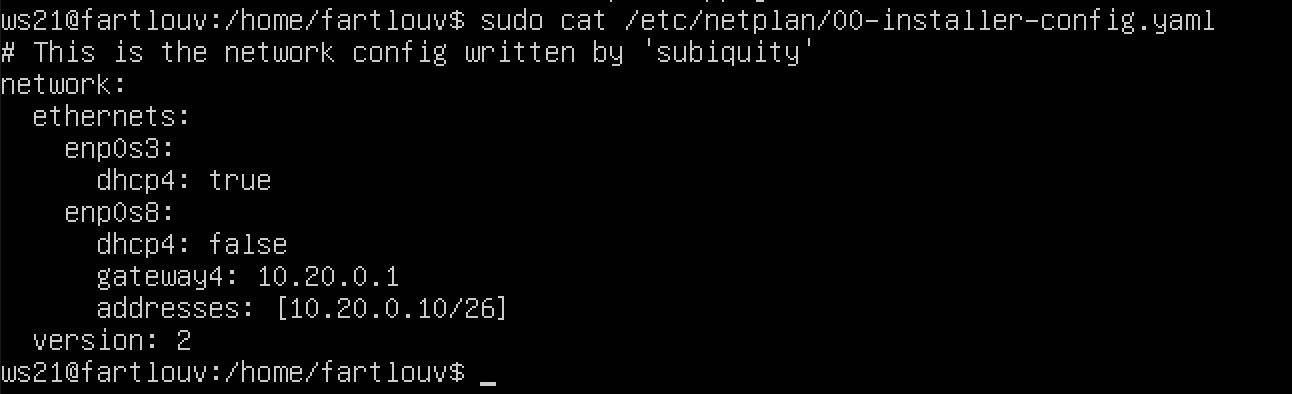 ws21@fartlouv:/home/fartlouv$ sudo cat /etc/netplan/00-installer-config.yaml
# This is the network config written by 'subiquity'
network:
  ethernets:
    enp0s3:
      dhcp4: true
    enp0s8:
      dhcp4: false
      gateway4: 10.20.0.1
      addresses: [10.20.0.10/26]
  version: 2
ws21@fartlouv:/home/fartlouv$ _